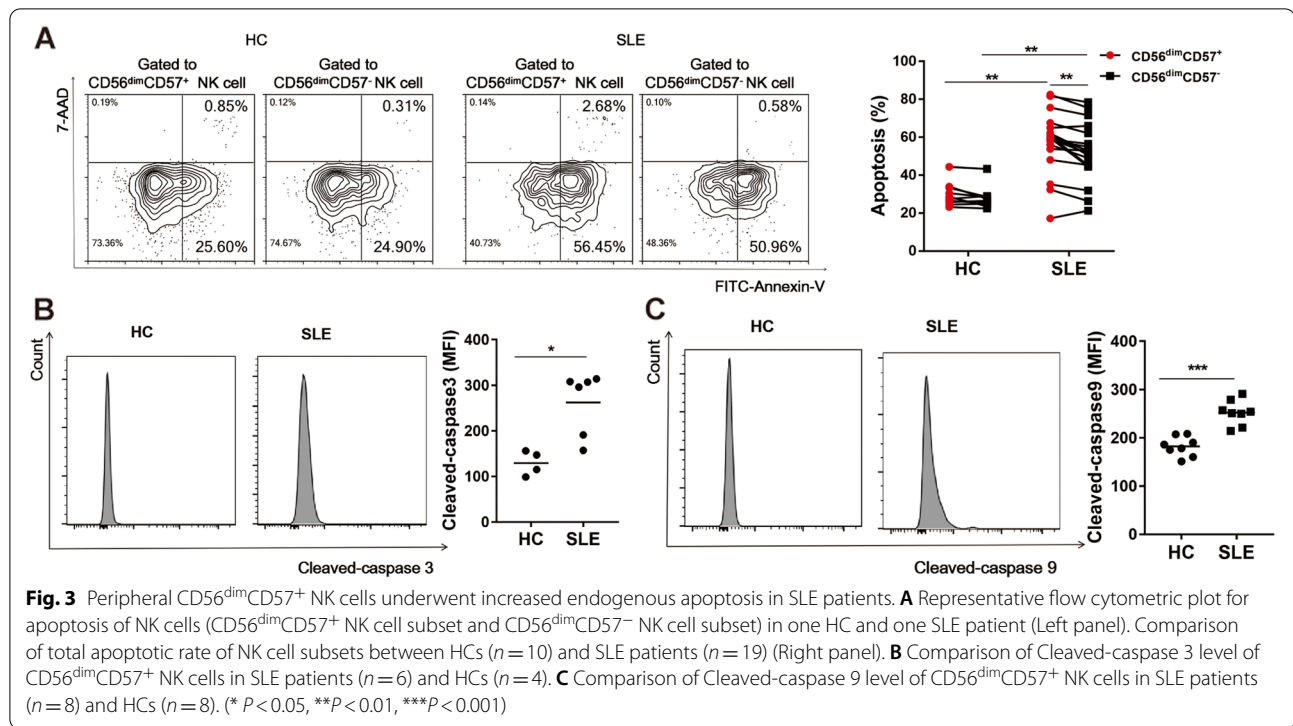 A
HC
SLE
Gated to
CD56dimCD57+ NK cell
Gated to
CD56dimCD57- NK cell
Gated to
CD56dimCD57+ NK cell
Gated to
CD56dimCD57- NK cell
7-AAD
0.19%
0.85%
0.12%
0.31%
0.14%
2.68%
0.10%
0.58%
73.36%
25.60%
74.67%
24.90%
40.73%
56.45%
48.36%
50.96%
FITC-Annexin-V
**
**
**
CD56dimCD57+
CD56dimCD57-
Apoptosis (%)
100
80
60
40
20
0
HC
SLE
B
HC
SLE
Count
Cleaved-caspase 3
Cleaved-caspase3 (MFI)
400
300
200
100
0
*
HC
SLE
C
HC
SLE
Count
Cleaved-caspase 9
Cleaved-caspase9 (MFI)
400
300
200
100
0
***
HC
SLE
Fig. 3 Peripheral CD56dimCD57+ NK cells underwent increased endogenous apoptosis in SLE patients. A Representative flow cytometric plot for
apoptosis of NK cells (CD56dimCD57+ NK cell subset and CD56dimCD57− NK cell subset) in one HC and one SLE patient (Left panel). Comparison
of total apoptotic rate of NK cell subsets between HCs (n = 10) and SLE patients (n = 19) (Right panel). B Comparison of Cleaved-caspase 3 level of
CD56dimCD57+ NK cells in SLE patients (n = 6) and HCs (n = 4). C Comparison of Cleaved-caspase 9 level of CD56dimCD57+ NK cells in SLE patients
(n = 8) and HCs (n = 8). (* P < 0.05, **P < 0.01, ***P < 0.001)